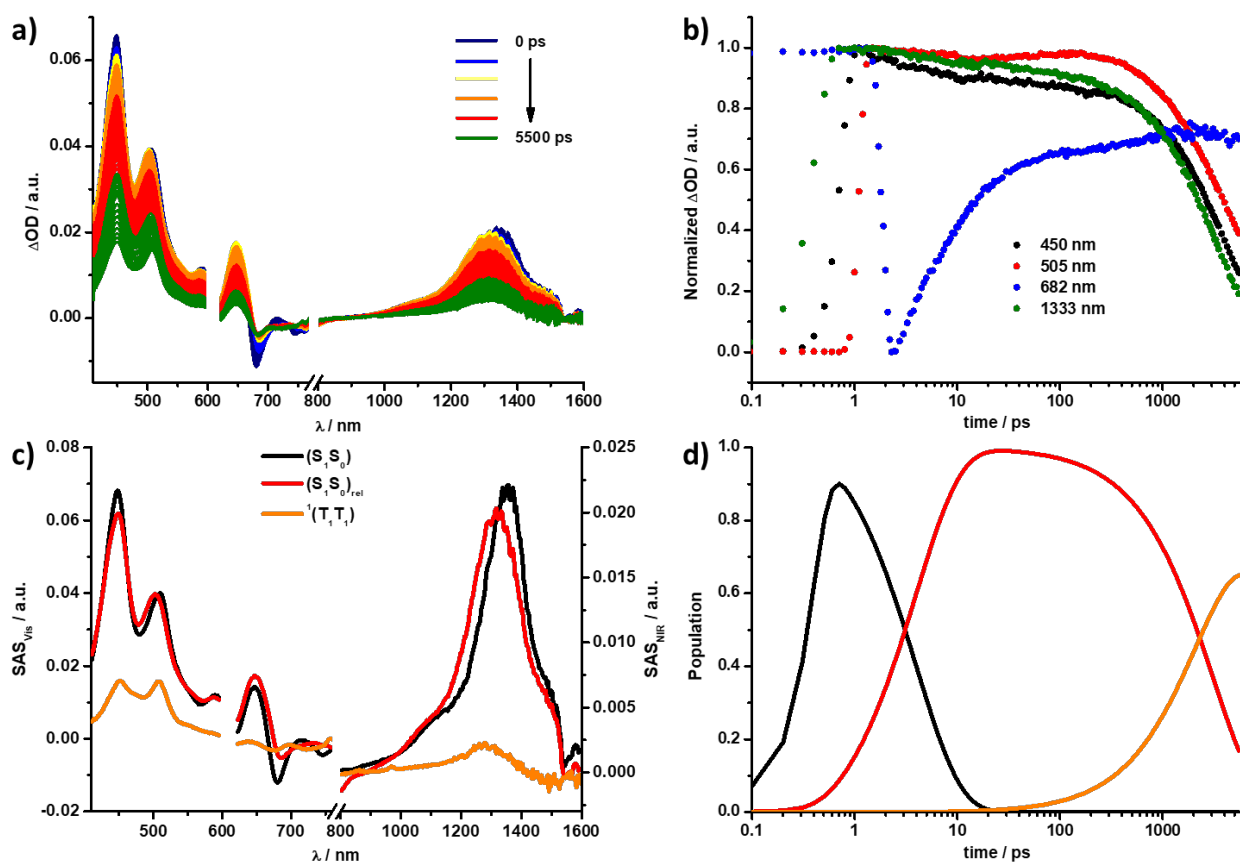 a)
0.06
0.04
0.02
0.00
ΔOD / a.u.
0 ps
5500 ps
500
600
700
1000
1200
1400
1600
λ / nm
b)
1.0
0.8
0.6
0.4
0.2
0.0
Normalized ΔOD / a.u.
450 nm
505 nm
682 nm
1333 nm
0.1
1
10
100
1000
time / ps
c)
0.08
0.06
0.04
0.02
0.00
-0.02
SAS_Vis / a.u.
(S₁S₀)
(S₁S₀)rel
¹(T₁T₁)
0.025
0.020
0.015
0.010
0.005
0.000
SAS_NIR / a.u.
500
600
700
800
1000
1200
1400
1600
λ / nm
d)
1.0
0.8
0.6
0.4
0.2
0.0
Population
0.1
1
10
100
1000
time / ps